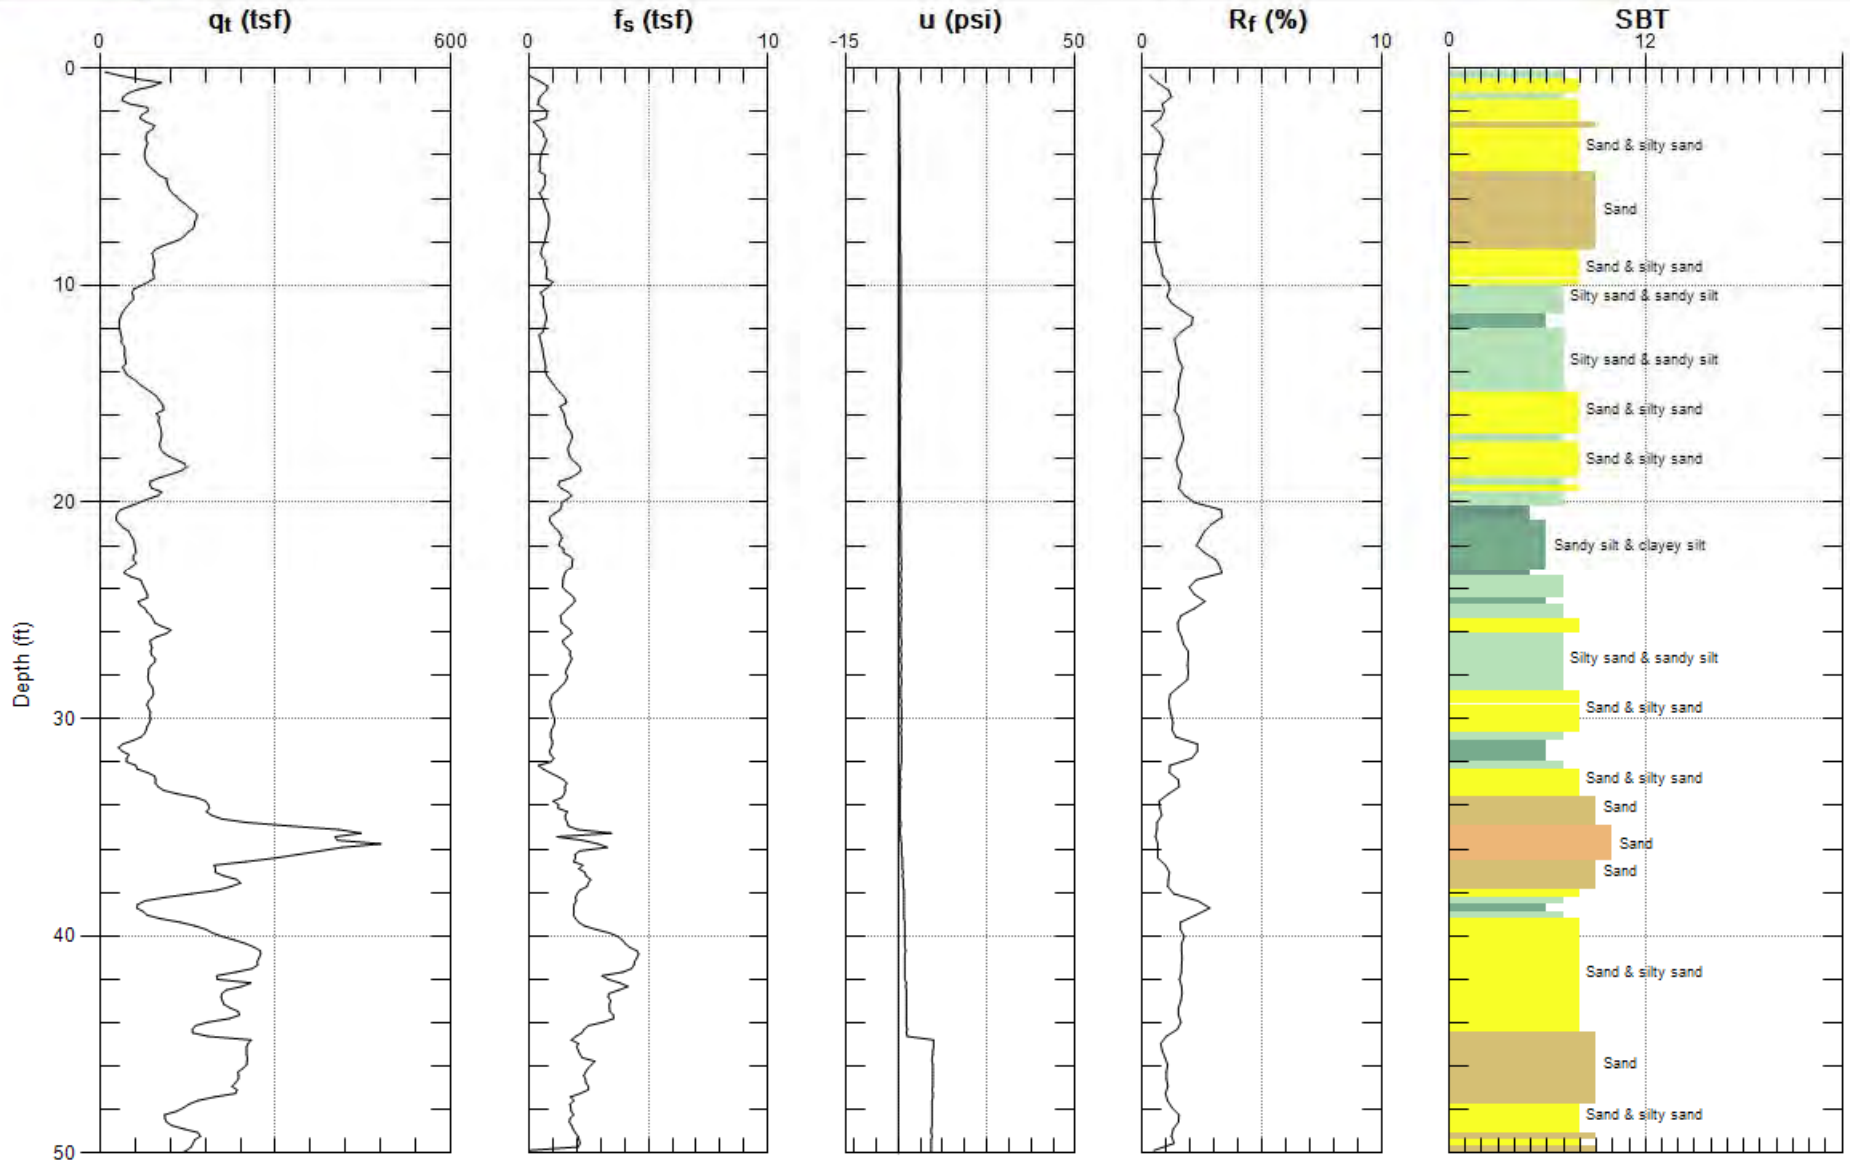 qt (tsf) fs (tsf) u (psi) Rf (%) SBT
0 600 0 10 -15 50 0 10 0 12
0
Sand & silty sand
Sand
Sand & silty sand
10
Silty sand & sandy silt
Silty sand & sandy silt
Sand & silty sand
Sand & silty sand
20
Sandy silt & clayey silt
Depth (ft)
Silty sand & sandy silt
Sand & silty sand
30
Sand & silty sand
Sand
Sand
Sand
40
Sand & silty sand
Sand
Sand & silty sand
50